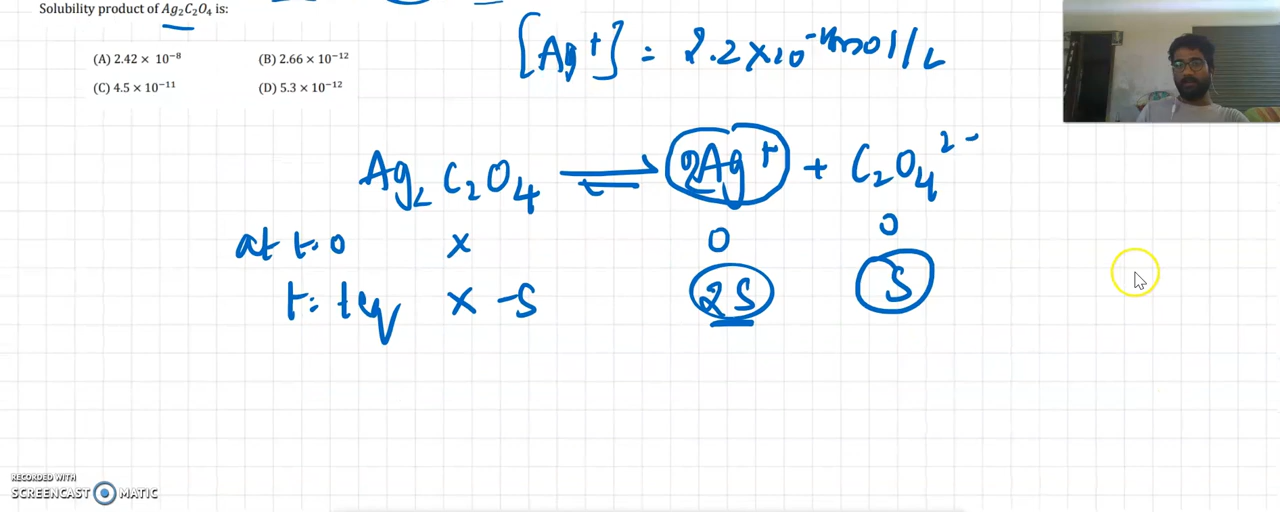 Solubility product of Ag₂C₂O₄ is:
(A) 2.42 × 10⁻⁸ (B) 2.66 × 10⁻¹²
(C) 4.5 × 10⁻¹¹ (D) 5.3 × 10⁻¹²
[Ag⁺] = 2.2×10⁻⁴mol/L
Ag₂C₂O₄ ⇌ 2Ag⁺ + C₂O₄²⁻
at t=0 x 0 0
t=teq x-S 2S S
RECORDED WITH
SCREENCAST MATIC